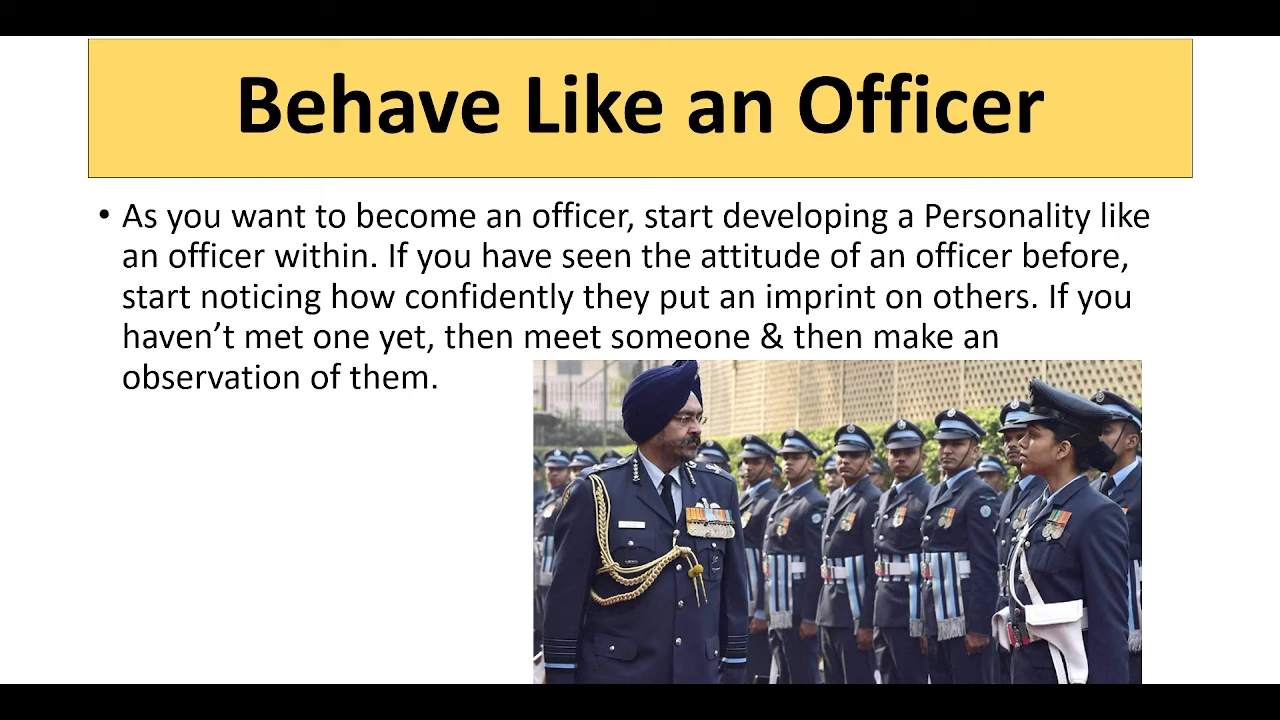 Behave Like an Officer
• As you want to become an officer, start developing a Personality like
an officer within. If you have seen the attitude of an officer before,
start noticing how confidently they put an imprint on others. If you
haven’t met one yet, then meet someone & then make an
observation of them.